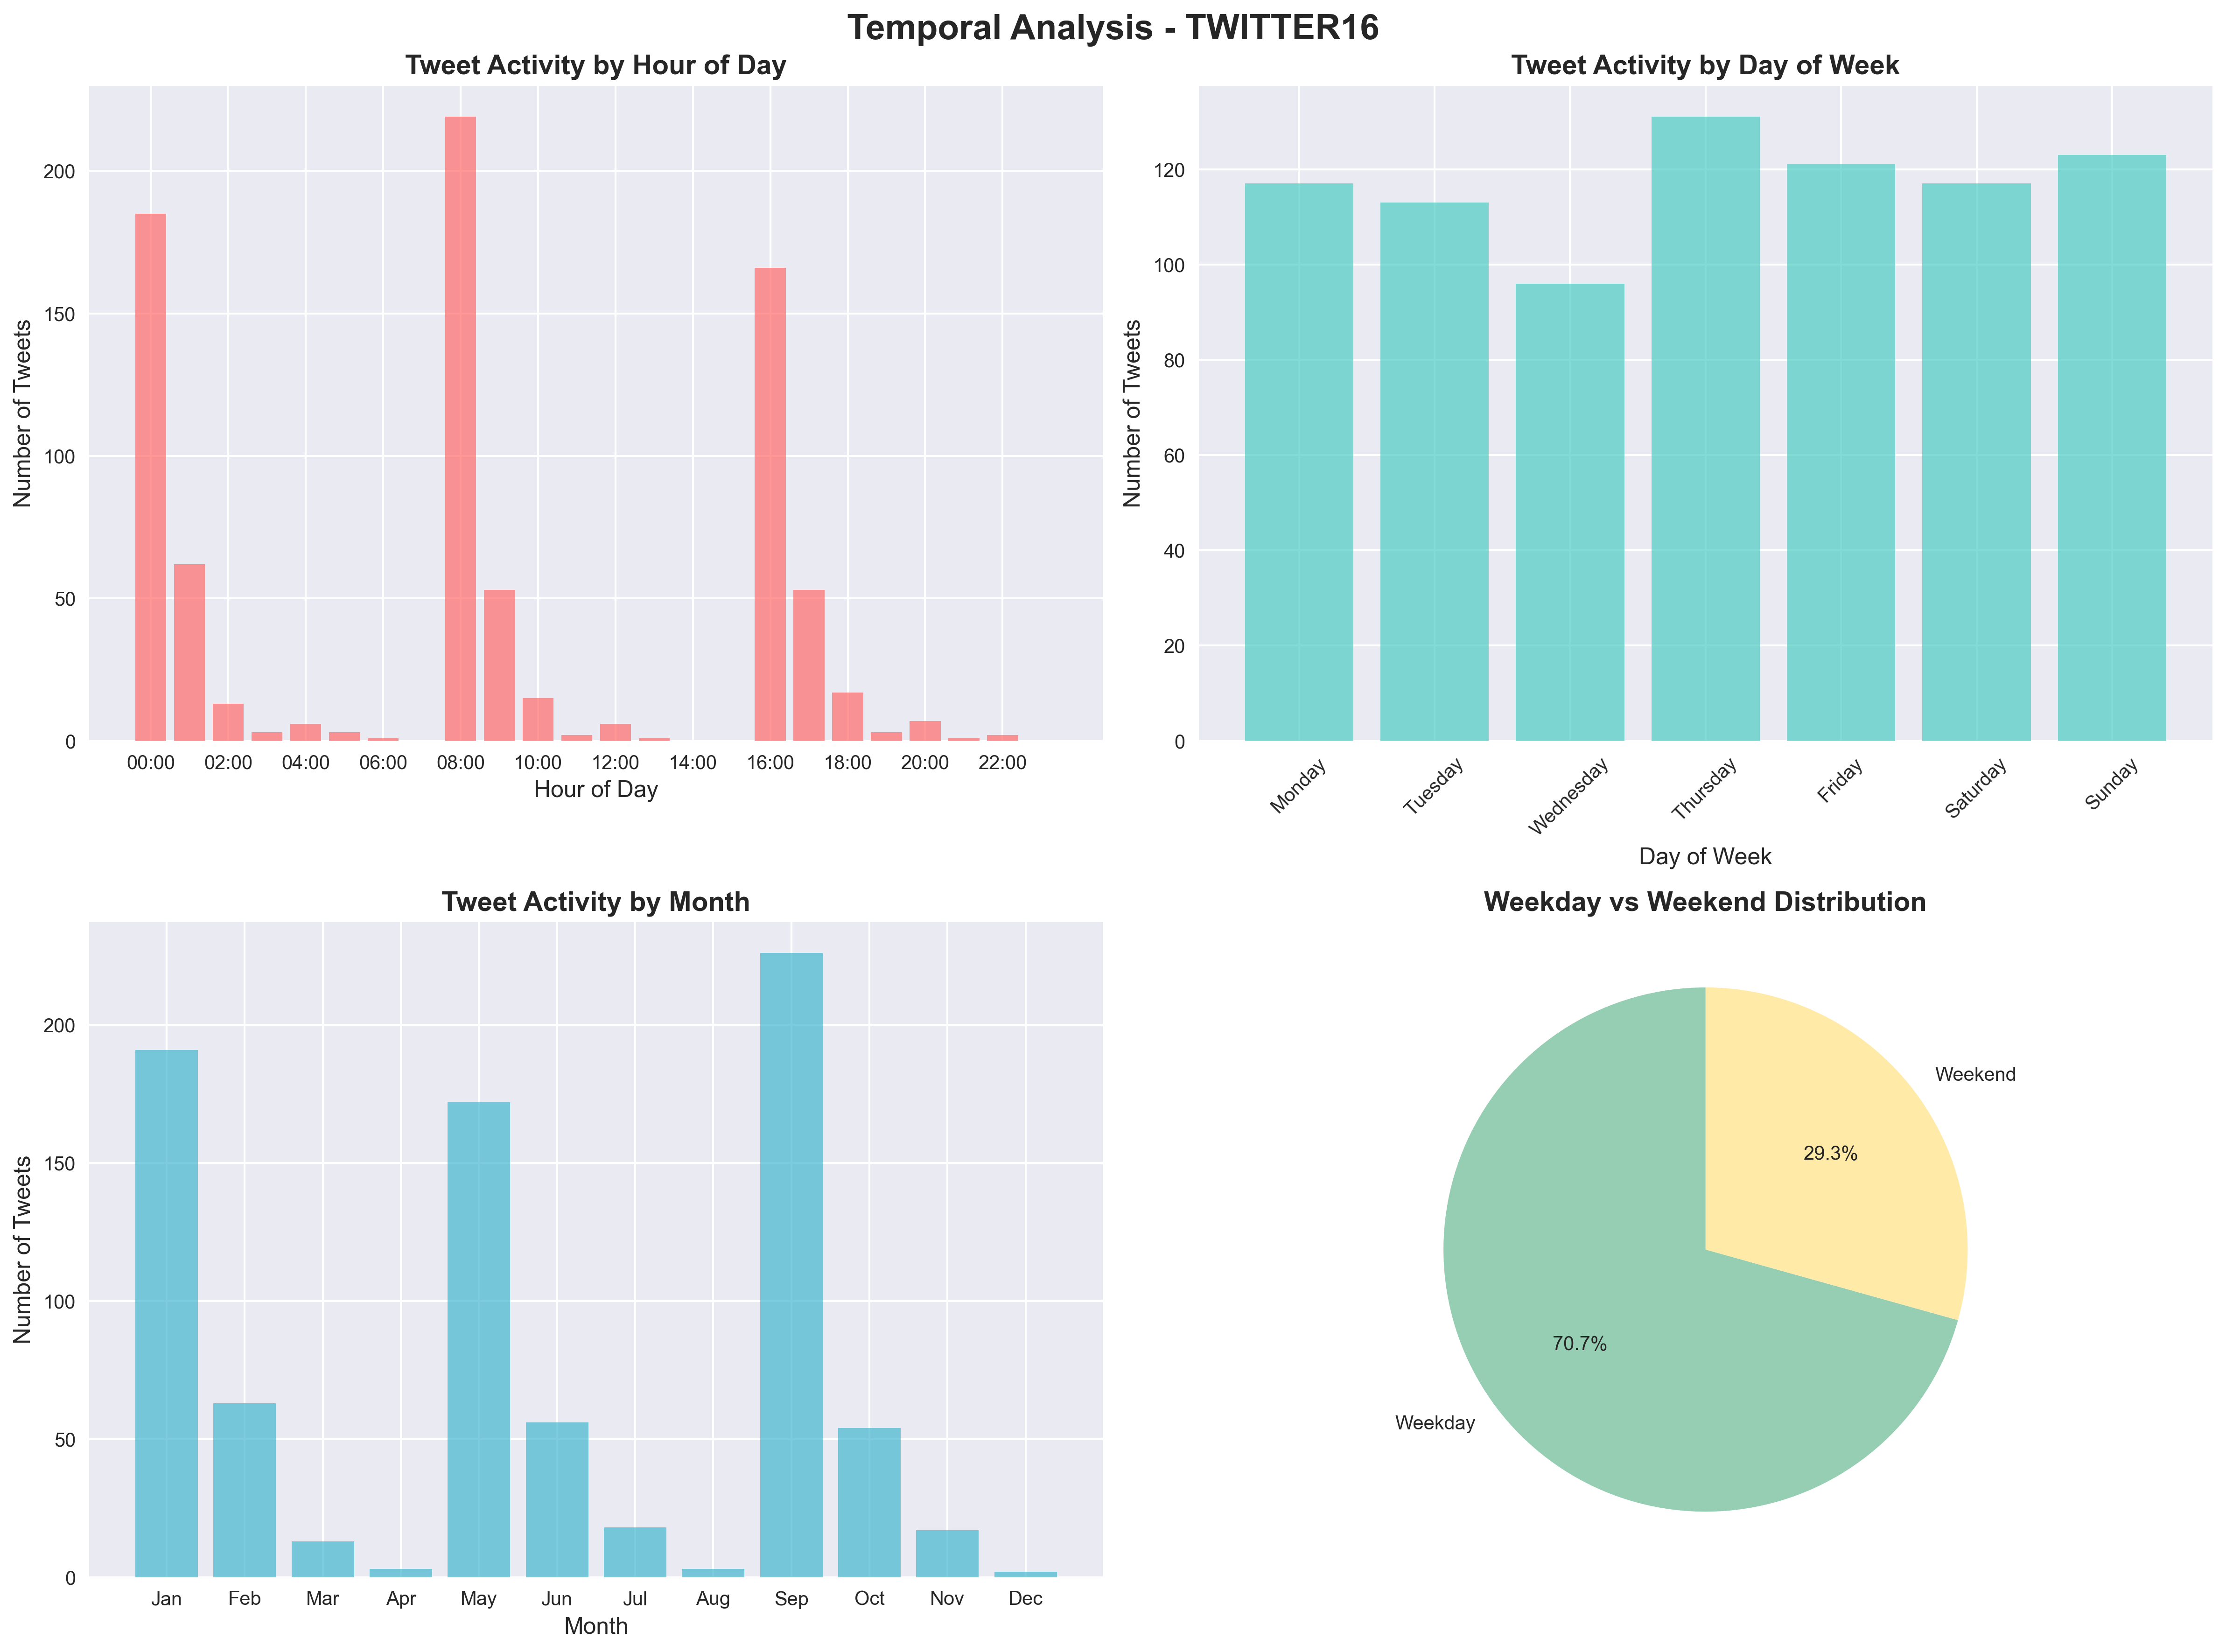 Temporal Analysis - TWITTER16
Tweet Activity by Hour of Day
Number of Tweets
200
150
100
50
0
00:00 02:00 04:00 06:00 08:00 10:00 12:00 14:00 16:00 18:00 20:00 22:00
Hour of Day
Tweet Activity by Day of Week
Number of Tweets
120
100
80
60
40
20
0
Monday Tuesday Wednesday Thursday Friday Saturday Sunday
Day of Week
Tweet Activity by Month
Number of Tweets
200
150
100
50
0
Jan Feb Mar Apr May Jun Jul Aug Sep Oct Nov Dec
Month
Weekday vs Weekend Distribution
Weekend
29.3%
70.7%
Weekday